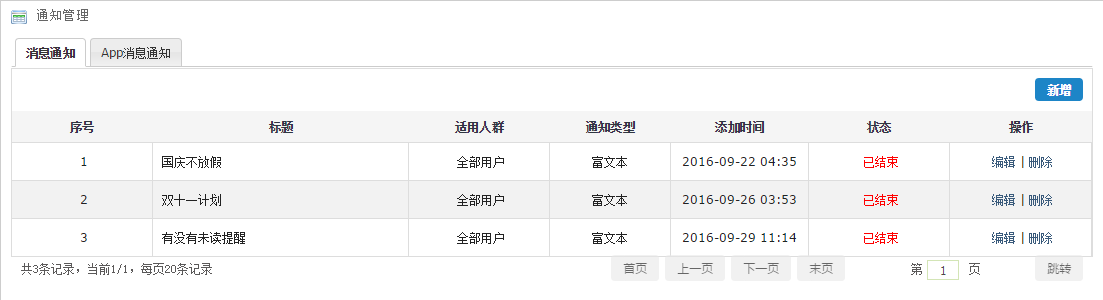 通知管理
消息通知 App消息通知
新增
序号 标题 适用人群 通知类型 添加时间 状态 操作
1 国庆不放假 全部用户 富文本 2016-09-22 04:35 已结束 编辑 | 删除
2 双十一计划 全部用户 富文本 2016-09-26 03:53 已结束 编辑 | 删除
3 有没有未读提醒 全部用户 富文本 2016-09-29 11:14 已结束 编辑 | 删除
共3条记录，当前1/1，每页20条记录 首页 上一页 下一页 末页 第 1 页 跳转